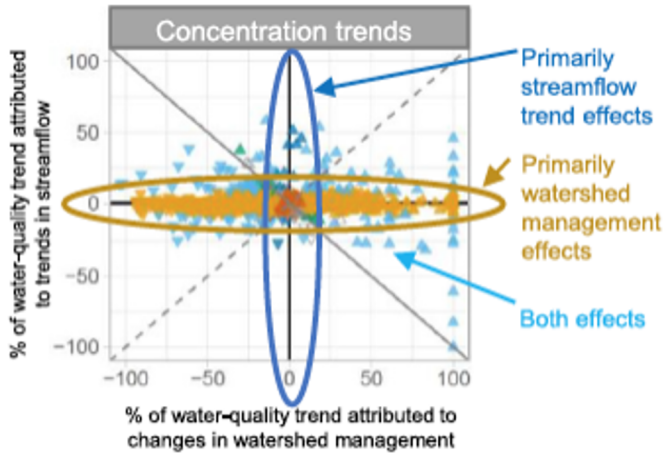 Concentration trends
% of water-quality trend attributed
to trends in streamflow
100
50
0
−50
−100
−100
−50
0
50
100
% of water-quality trend attributed to
changes in watershed management
Primarily
streamflow
trend effects
Primarily
watershed
management
effects
Both effects